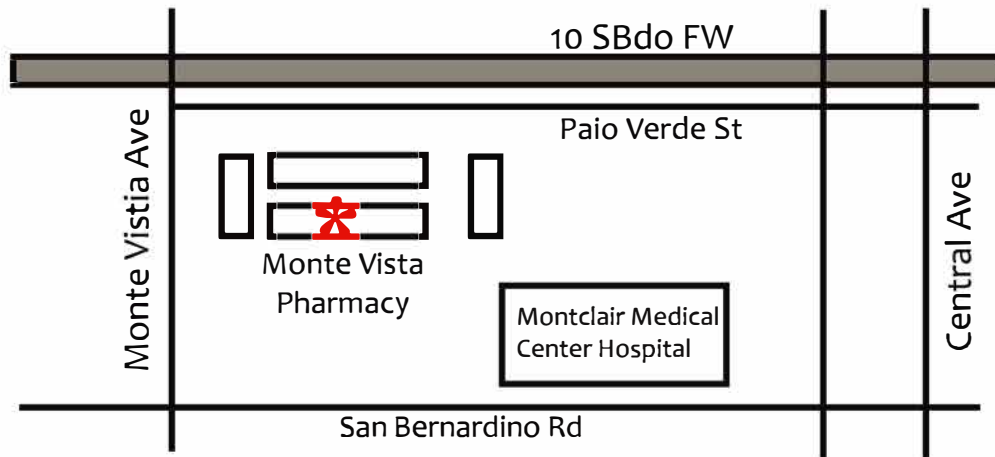 10 SBdo FW
Paio Verde St
Monte Vistia Ave
Monte Vista
Pharmacy
Montclair Medical
Center Hospital
Central Ave
San Bernardino Rd